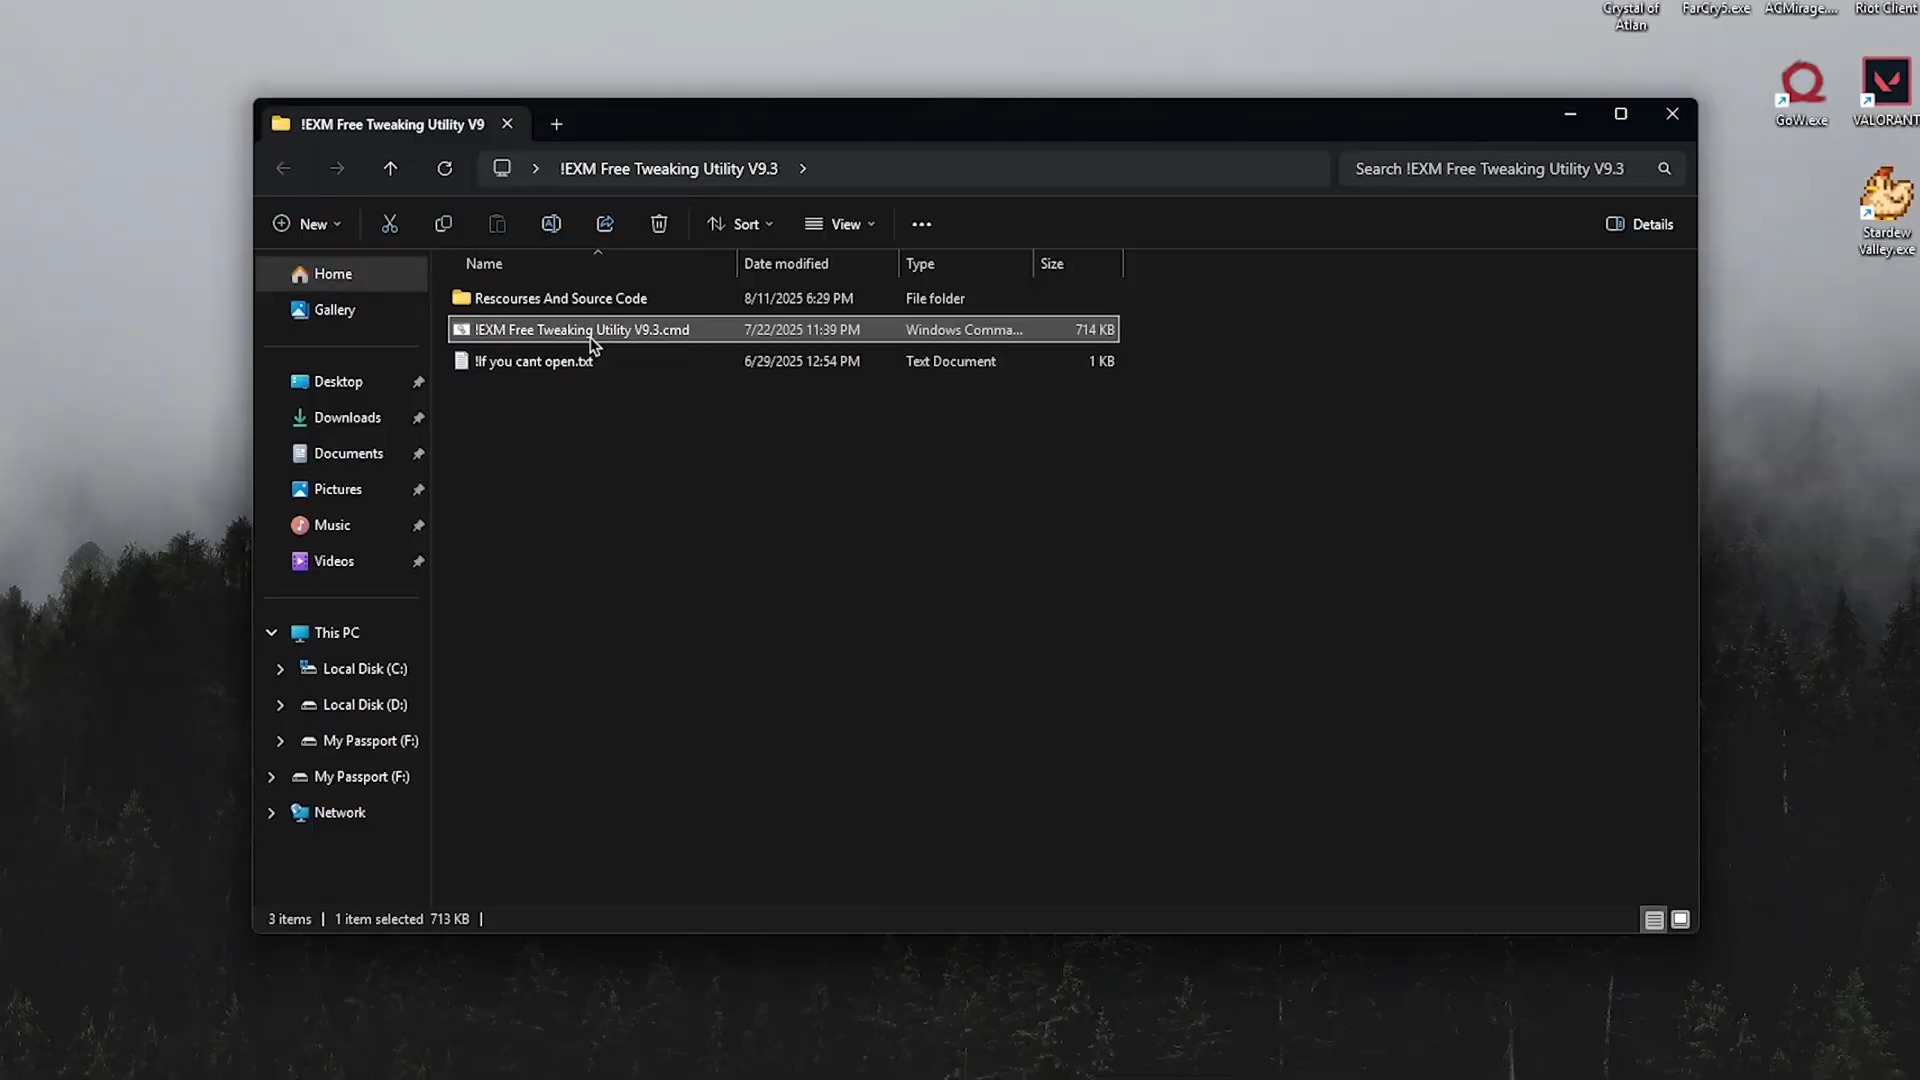 Crystal of
Atlan
FarCry5.exe
ACMirage....
Riot Client
GoW.exe
VALORANT
Stardew
Valley.exe
!EXM Free Tweaking Utility V9
!EXM Free Tweaking Utility V9.3
Search !EXM Free Tweaking Utility V9.3
New
Sort
View
Details
Name
Date modified
Type
Size
Rescourses And Source Code 8/11/2025 6:29 PM File folder
!EXM Free Tweaking Utility V9.3.cmd 7/22/2025 11:39 PM Windows Comma... 714 KB
!If you cant open.txt 6/29/2025 12:54 PM Text Document 1 KB
Home
Gallery
Desktop
Downloads
Documents
Pictures
Music
Videos
This PC
Local Disk (C:)
Local Disk (D:)
My Passport (F:)
My Passport (F:)
Network
3 items | 1 item selected 713 KB |